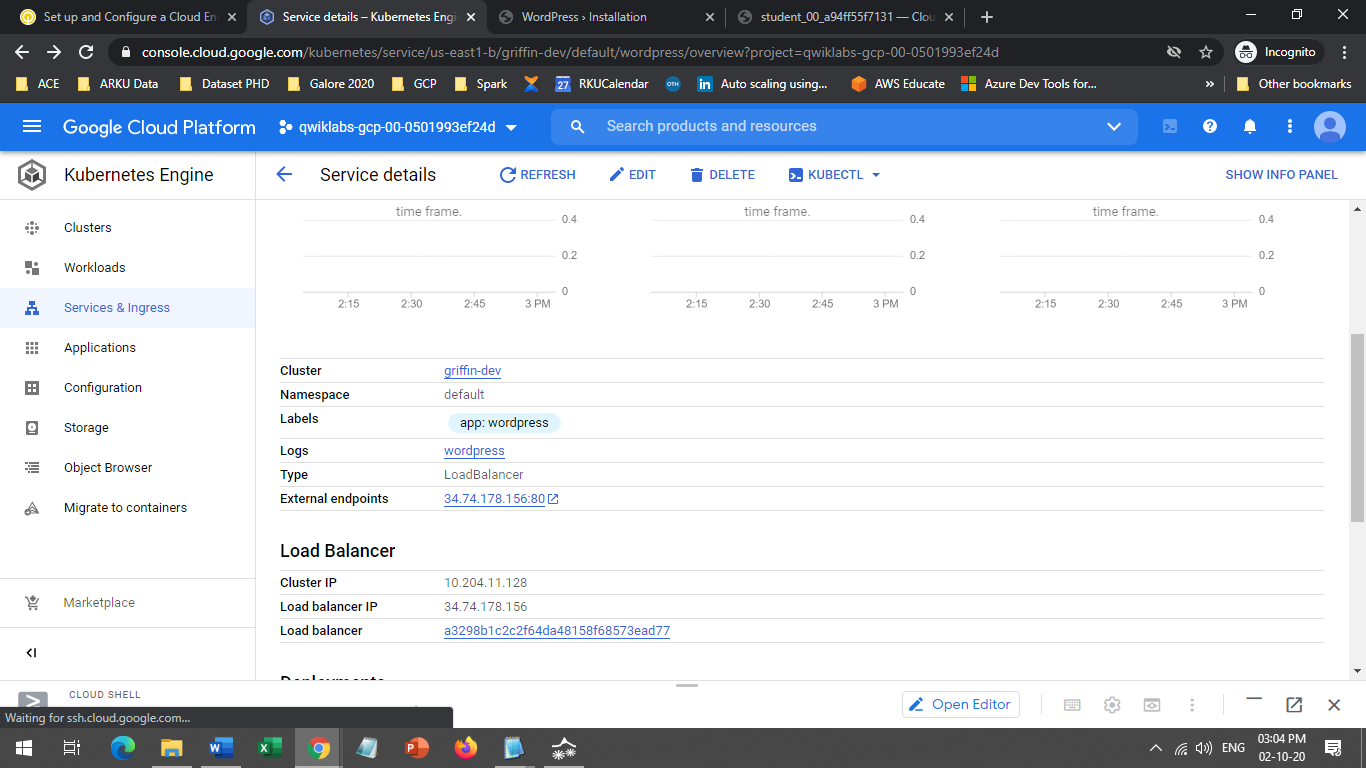 Set up and Configure a Cloud En
Service details – Kubernetes Engi
WordPress › Installation
student_00_a94ff55f7131 — Clou
console.cloud.google.com/kubernetes/service/us-east1-b/griffin-dev/default/wordpress/overview?project=qwiklabs-gcp-00-0501993ef24d
Incognito
ACE
ARKU Data
Dataset PHD
Galore 2020
GCP
Spark
27
RKUCalendar
OTH
in
Auto scaling using...
AWS Educate
Azure Dev Tools for...
»
Other bookmarks
Google Cloud Platform
qwiklabs-gcp-00-0501993ef24d
Search products and resources
Kubernetes Engine
Service details
REFRESH
EDIT
DELETE
KUBECTL
SHOW INFO PANEL
Clusters
Workloads
Services & Ingress
Applications
Configuration
Storage
Object Browser
Migrate to containers
Marketplace
time frame.
0.4
0.2
0
2:15
2:30
2:45
3 PM
time frame.
0.4
0.2
0
2:15
2:30
2:45
3 PM
time frame.
0.4
0.2
0
2:15
2:30
2:45
3 PM
Cluster griffin-dev
Namespace default
Labels app: wordpress
Logs wordpress
Type LoadBalancer
External endpoints 34.74.178.156:80
Load Balancer
Cluster IP 10.204.11.128
Load balancer IP 34.74.178.156
Load balancer a3298b1c2c2f64da48158f68573ead77
Deployments
CLOUD SHELL
Open Editor
Waiting for ssh.cloud.google.com...
ENG
03:04 PM
02-10-20